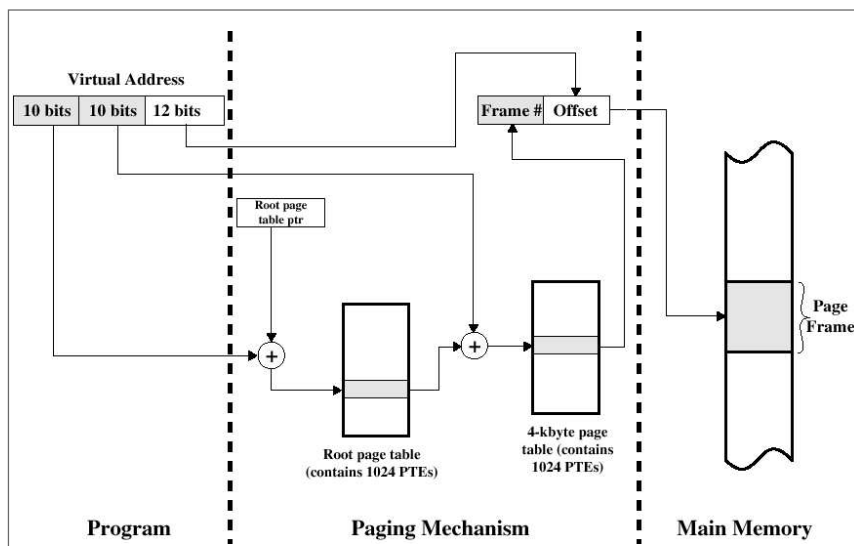 Virtual Address
10 bits 10 bits 12 bits
Frame # Offset
Root page
table ptr
+
+
Page
Frame
Root page table
(contains 1024 PTEs)
4-kbyte page
table (contains
1024 PTEs)
Program
Paging Mechanism
Main Memory